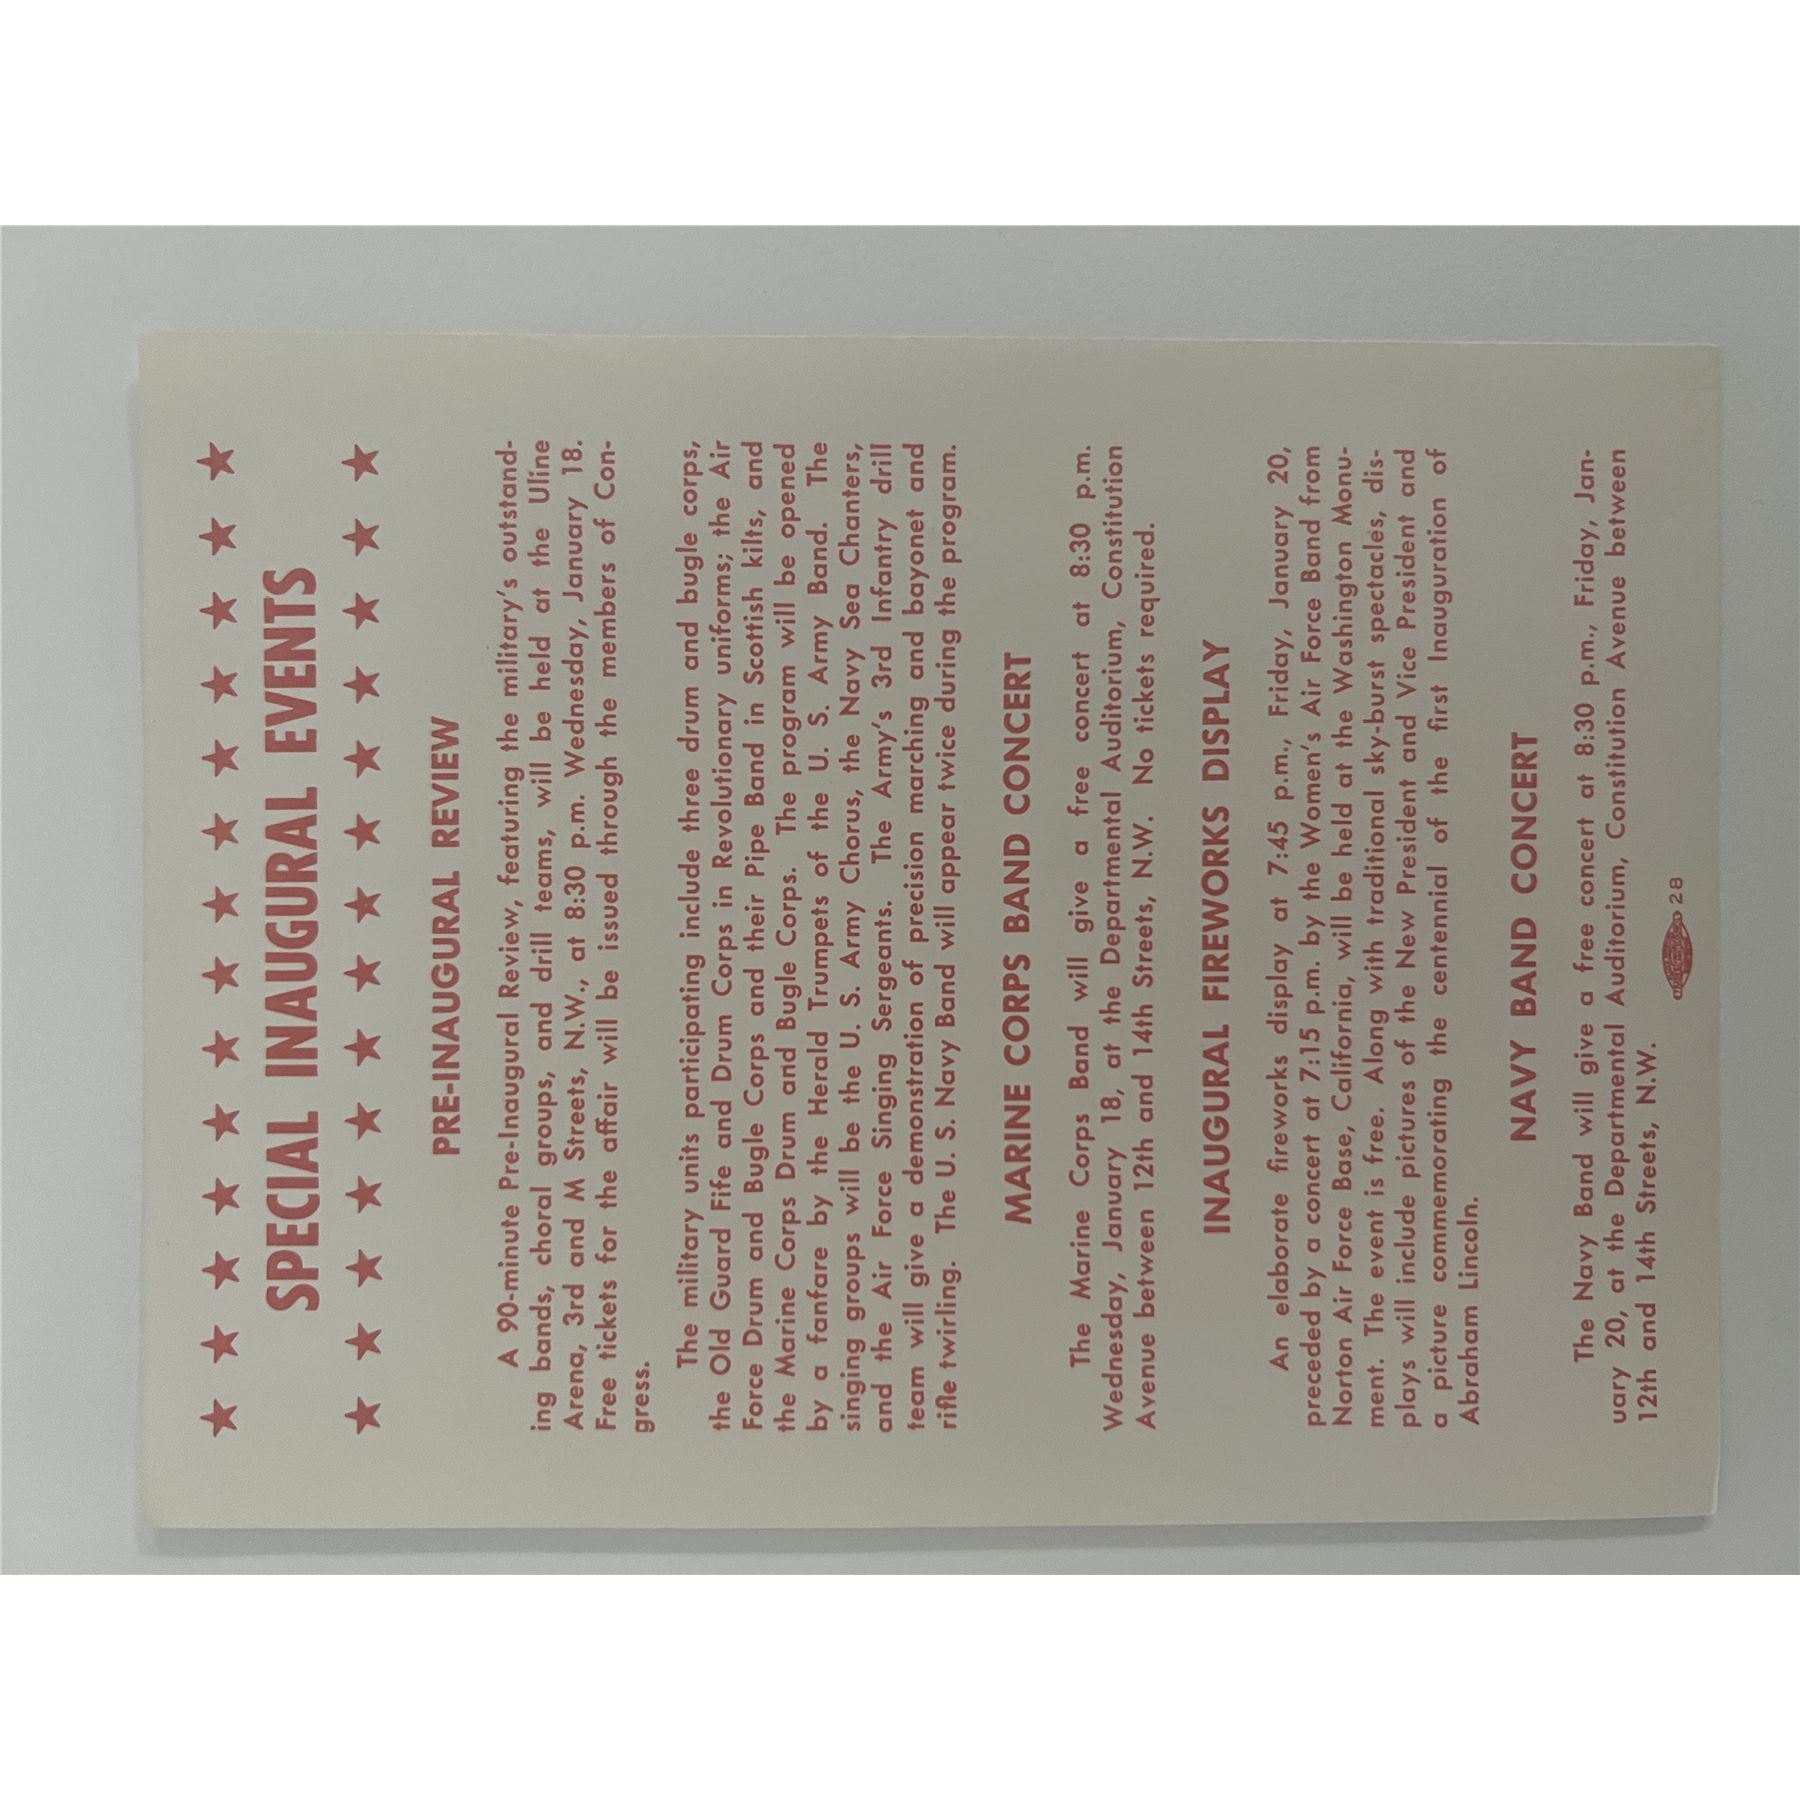 SPECIAL INAUGURAL EVENTS
PRE-INAUGURAL REVIEW
A 90-minute Pre-Inaugural Review, featuring the military's outstand-
ing bands, choral groups, and drill teams, will be held at the Uline
Arena, 3rd and M Streets, N.W., at 8:30 p.m. Wednesday, January 18.
Free tickets for the affair will be issued through the members of Con-
gress.
The military units participating include three drum and bugle corps,
the Old Guard Fife and Drum Corps in Revolutionary uniforms; the Air
Force Drum and Bugle Corps and their Pipe Band in Scottish kilts, and
the Marine Corps Drum and Bugle Corps. The program will be opened
by a fanfare by the Herald Trumpets of the U. S. Army Band. The
singing groups will be the U. S. Army Chorus, the Navy Sea Chanters,
and the Air Force Singing Sergeants. The Army's 3rd Infantry drill
team will give a demonstration of precision marching and bayonet and
rifle twirling. The U. S. Navy Band will appear twice during the program.
MARINE CORPS BAND CONCERT
The Marine Corps Band will give a free concert at 8:30 p.m.
Wednesday, January 18, at the Departmental Auditorium, Constitution
Avenue between 12th and 14th Streets, N.W. No tickets required.
INAUGURAL FIREWORKS DISPLAY
An elaborate fireworks display at 7:45 p.m., Friday, January 20,
preceded by a concert at 7:15 p.m. by the Women's Air Force Band from
Norton Air Force Base, California, will be held at the Washington Monu-
ment. The event is free. Along with traditional sky-burst spectacles, dis-
plays will include pictures of the New President and Vice President and
a picture commemorating the centennial of the first Inauguration of
Abraham Lincoln.
NAVY BAND CONCERT
The Navy Band will give a free concert at 8:30 p.m., Friday, Jan-
uary 20, at the Departmental Auditorium, Constitution Avenue between
12th and 14th Streets, N.W.
28